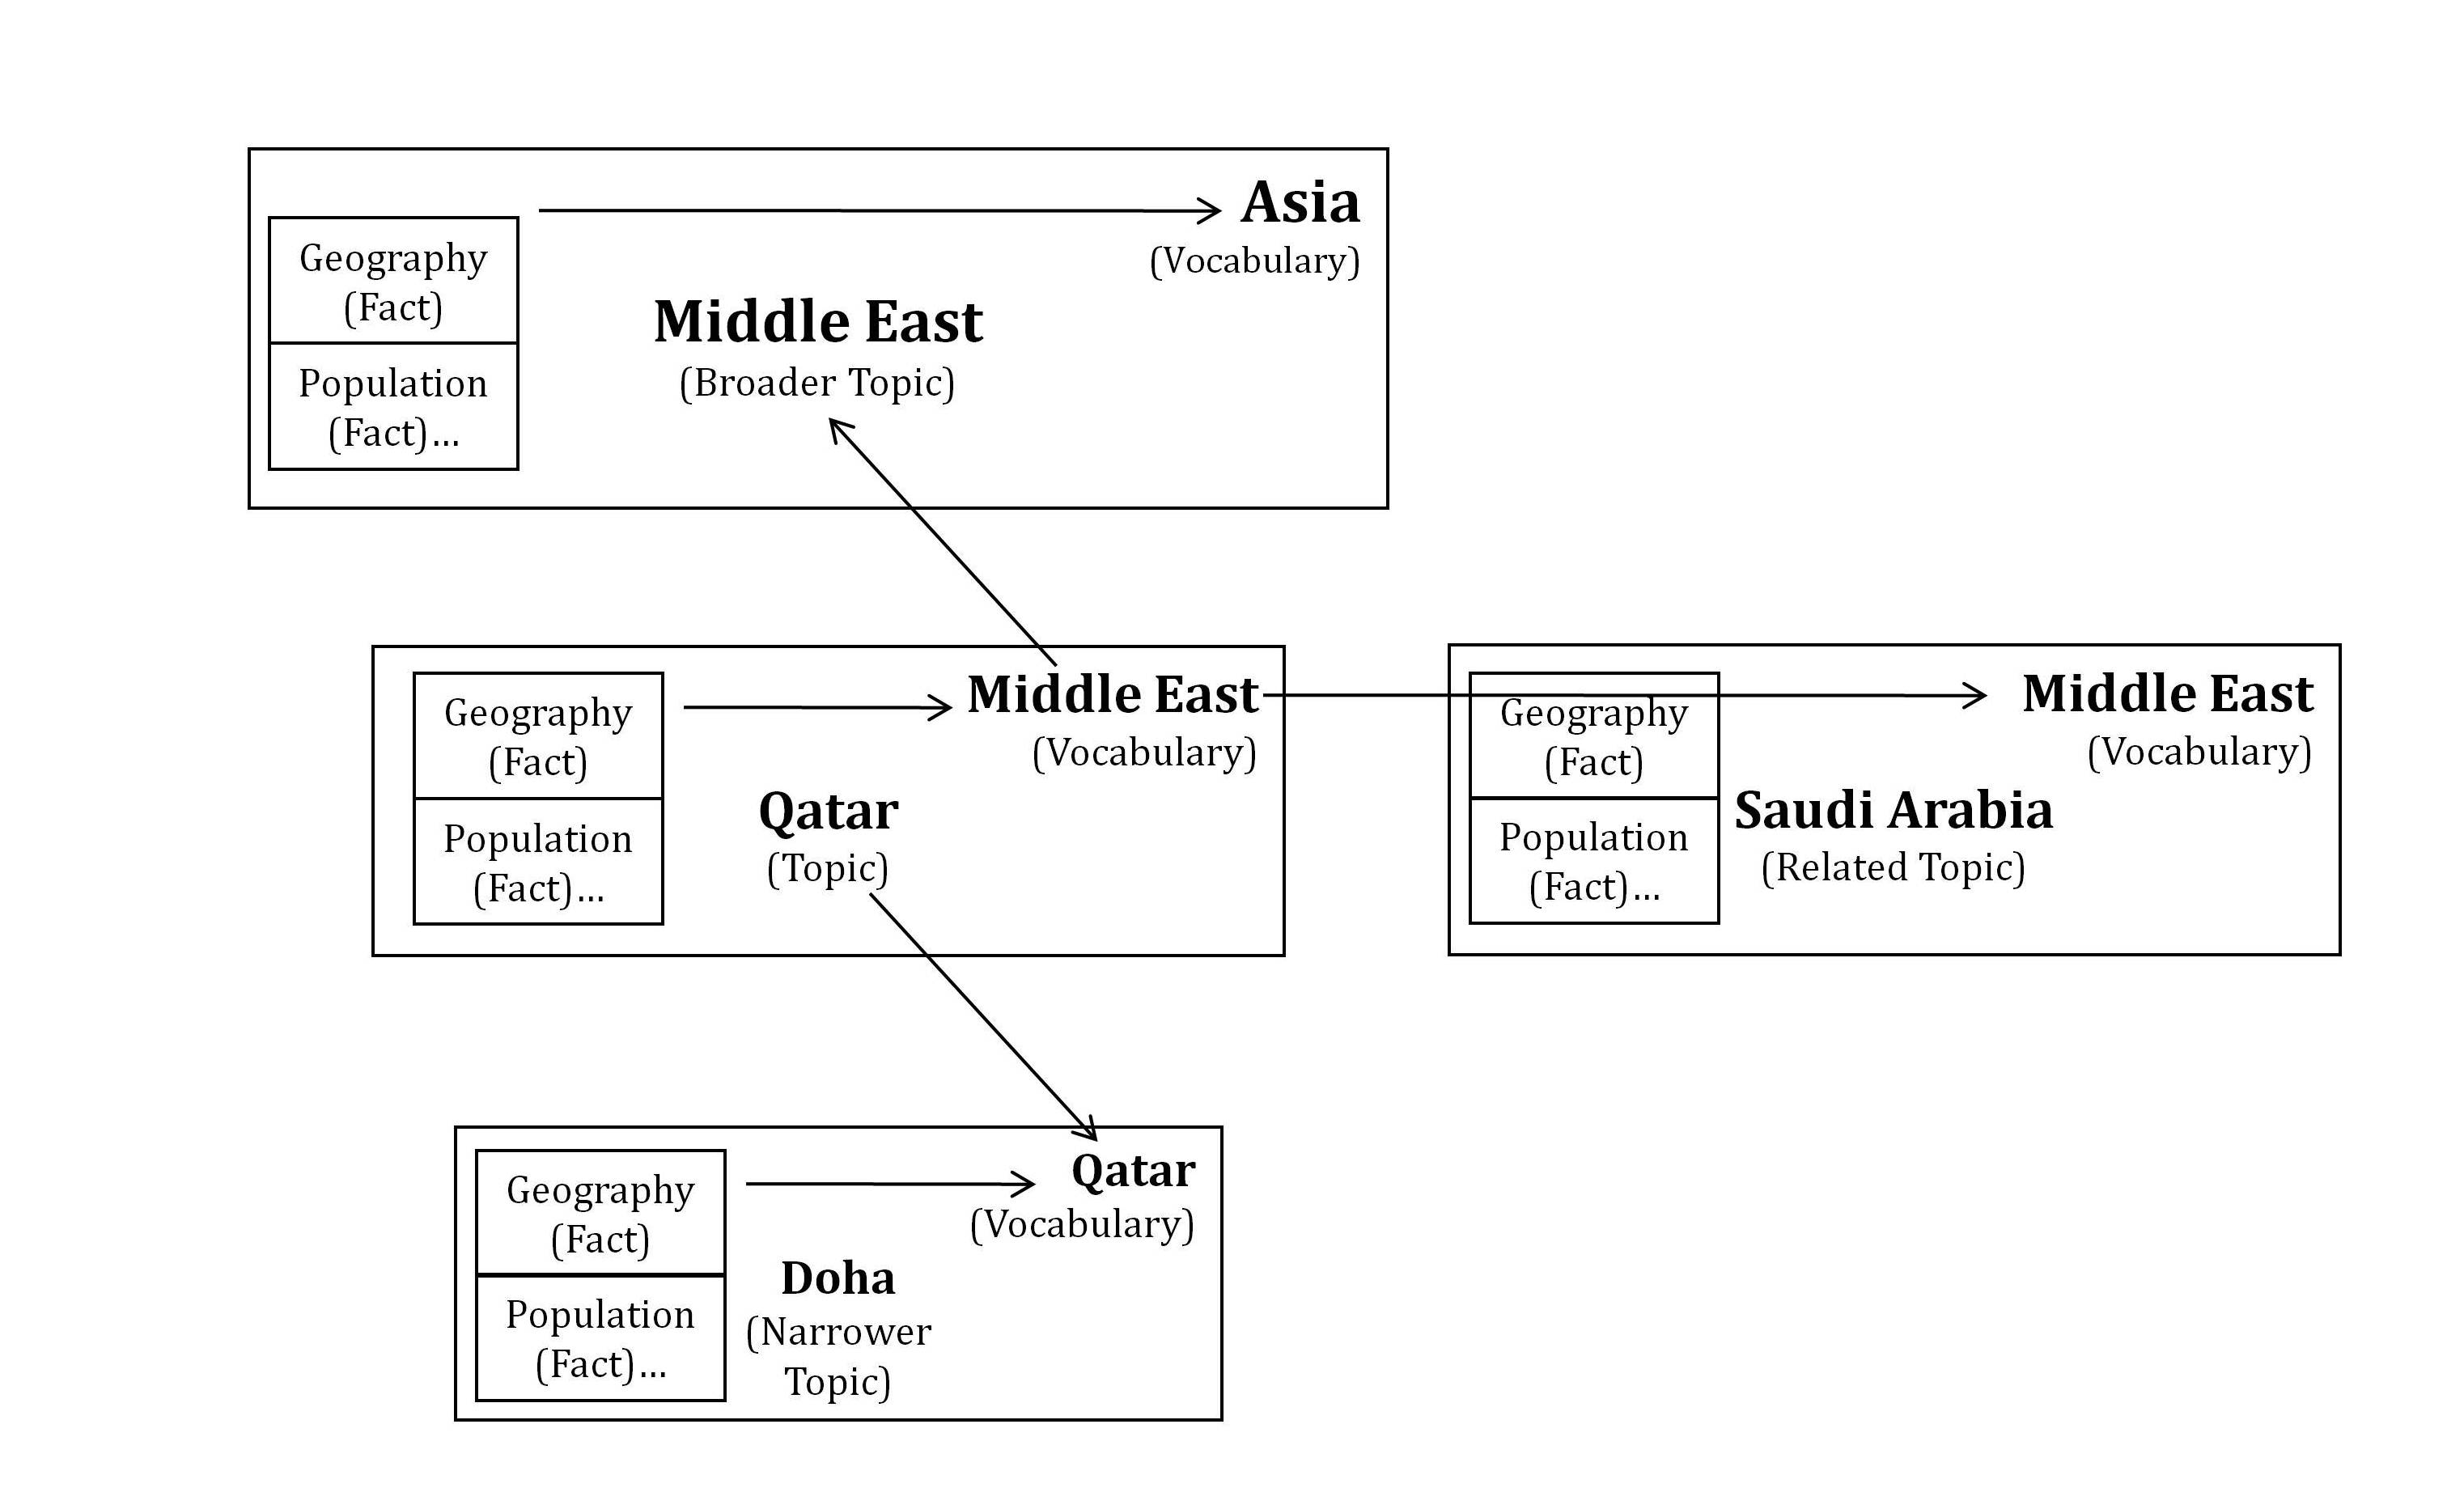 Asia
(Vocabulary)
Geography
(Fact)
Population
(Fact)...
Middle East
(Broader Topic)
Geography
(Fact)
Population
(Fact)...
Middle East
(Vocabulary)
Qatar
(Topic)
Geography
(Fact)
Population
(Fact)...
Middle East
(Vocabulary)
Saudi Arabia
(Related Topic)
Geography
(Fact)
Population
(Fact)...
Qatar
(Vocabulary)
Doha
(Narrower
Topic)